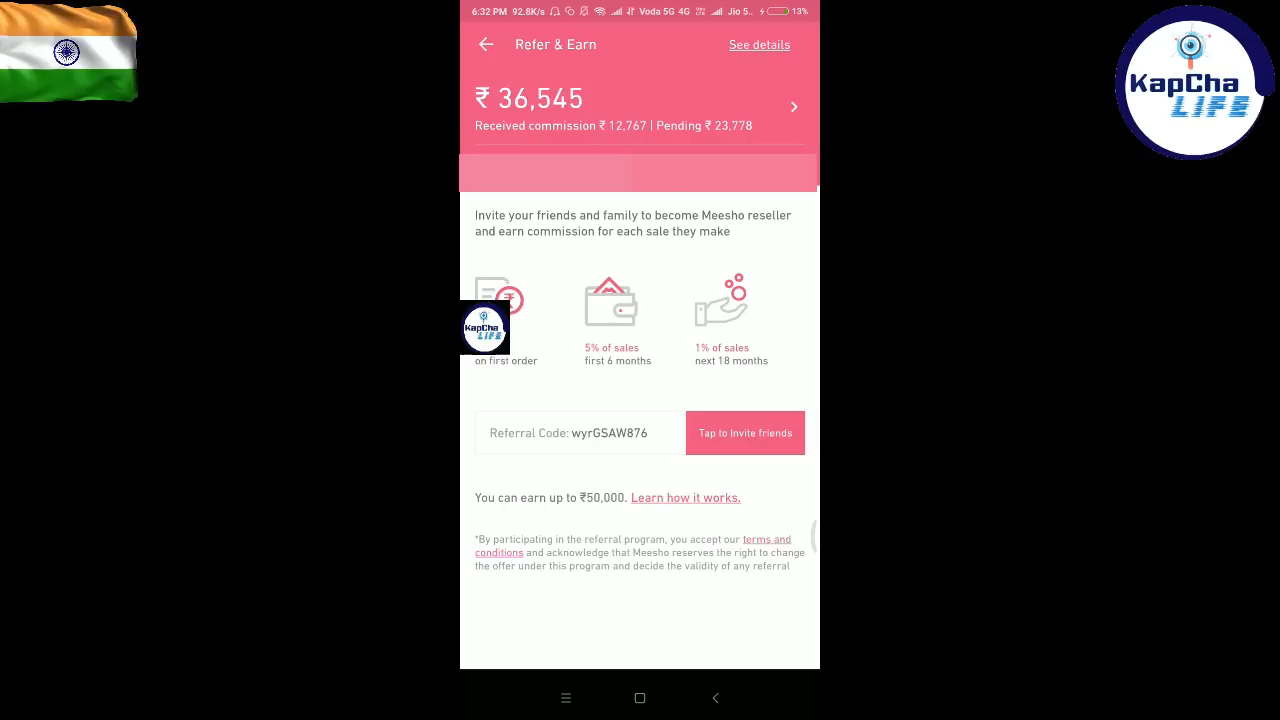 6:32 PM 92.8K/s Voda 5G 4G Jio 5.. 13%
Refer & Earn See details
₹ 36,545
Received commission ₹ 12,767 | Pending ₹ 23,778
KapCha
LIFE
Invite your friends and family to become Meesho reseller
and earn commission for each sale they make
KapCha
LIFE
5% of sales 1% of sales
on first order first 6 months next 18 months
Referral Code: wyrGSAW876 Tap to Invite friends
You can earn up to ₹50,000. Learn how it works.
*By participating in the referral program, you accept our terms and
conditions and acknowledge that Meesho reserves the right to change
the offer under this program and decide the validity of any referral